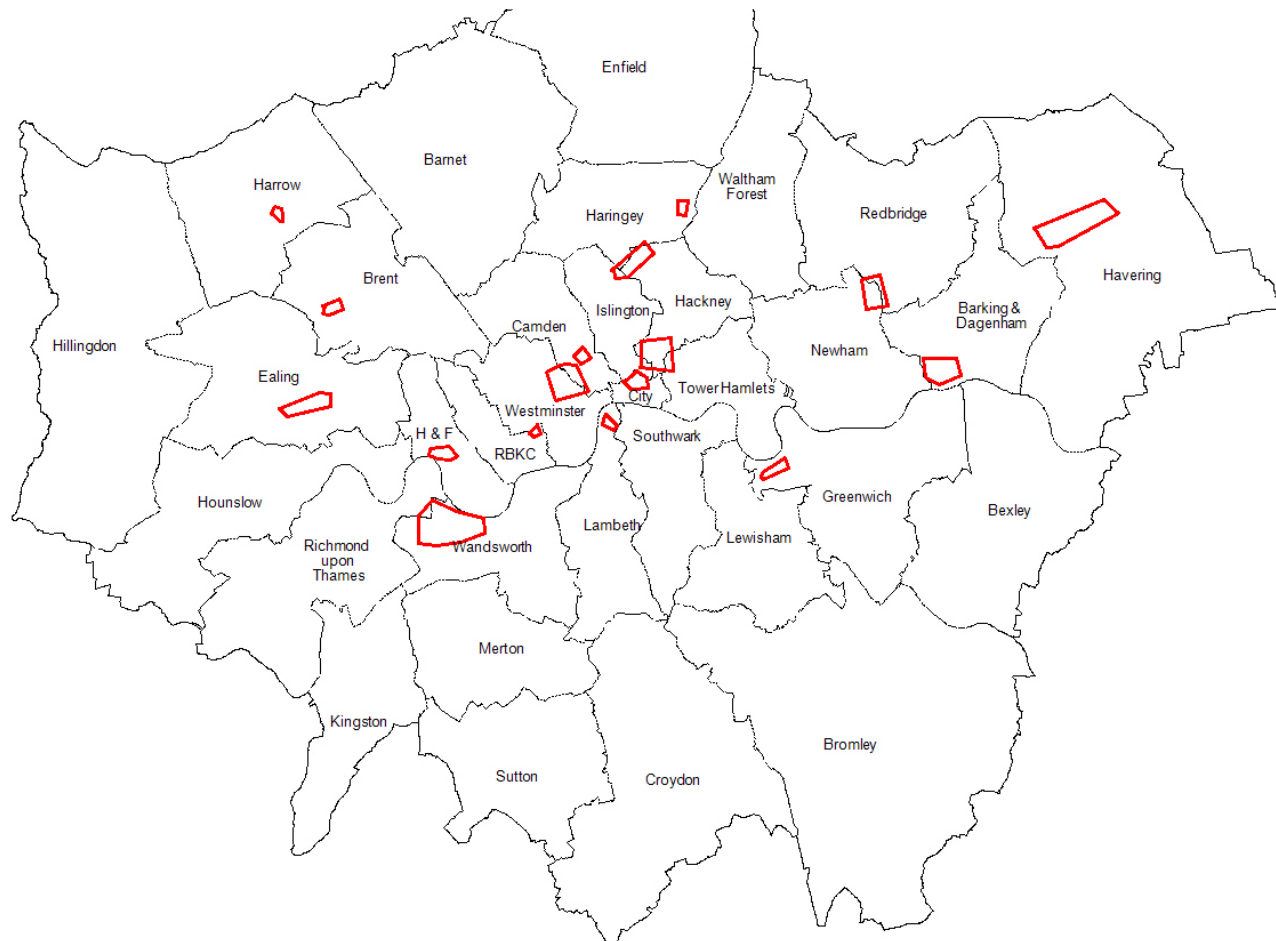 Enfield
Barnet
Waltham
Forest
Harrow
Haringey
Redbridge
Havering
Brent
Hackney
Islington
Camden
Barking &
Dagenham
Hillingdon
Newham
Ealing
Tower Hamlets
City
Westminster
H & F
Southwark
RBKC
Greenwich
Hounslow
Bexley
Lambeth
Lewisham
Wandsworth
Richmond
upon
Thames
Merton
Kingston
Bromley
Sutton
Croydon